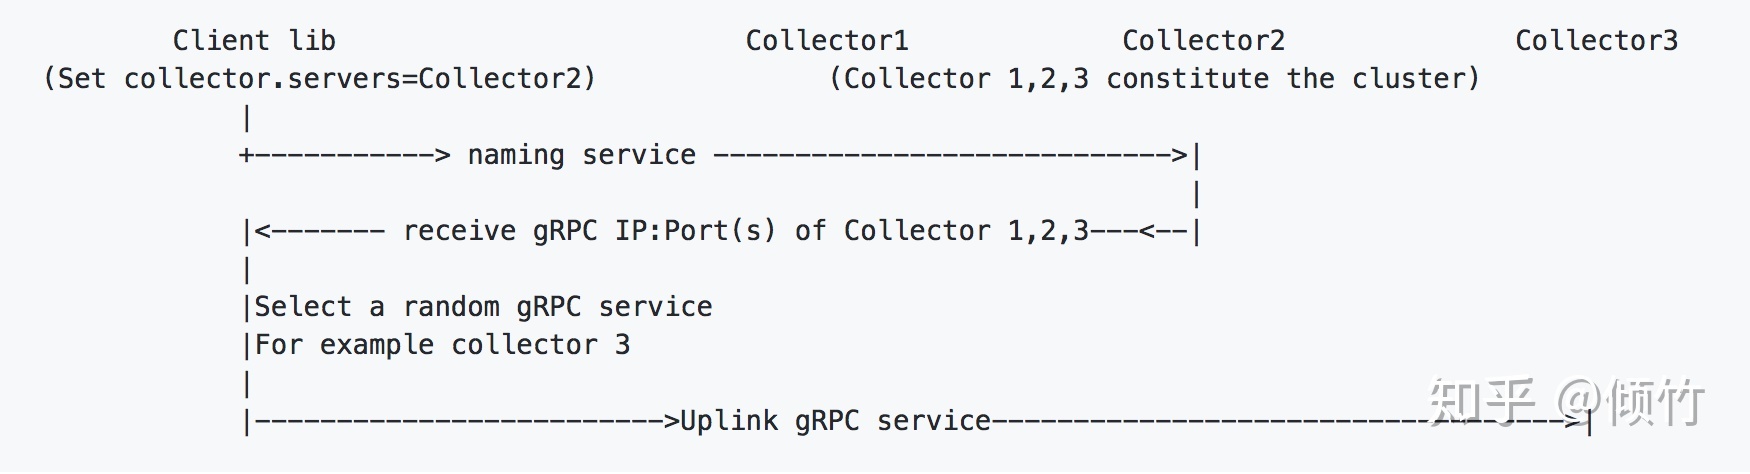 Client lib                         Collector1             Collector2              Collector3
(Set collector.servers=Collector2)              (Collector 1,2,3 constitute the cluster)
|
+-----------> naming service ---------------------------->|
|
|<------- receive gRPC IP:Port(s) of Collector 1,2,3---<--|
|
|Select a random gRPC service
|For example collector 3
|
|------------------------->Uplink gRPC service----------------------------------->|
知乎 @倾竹